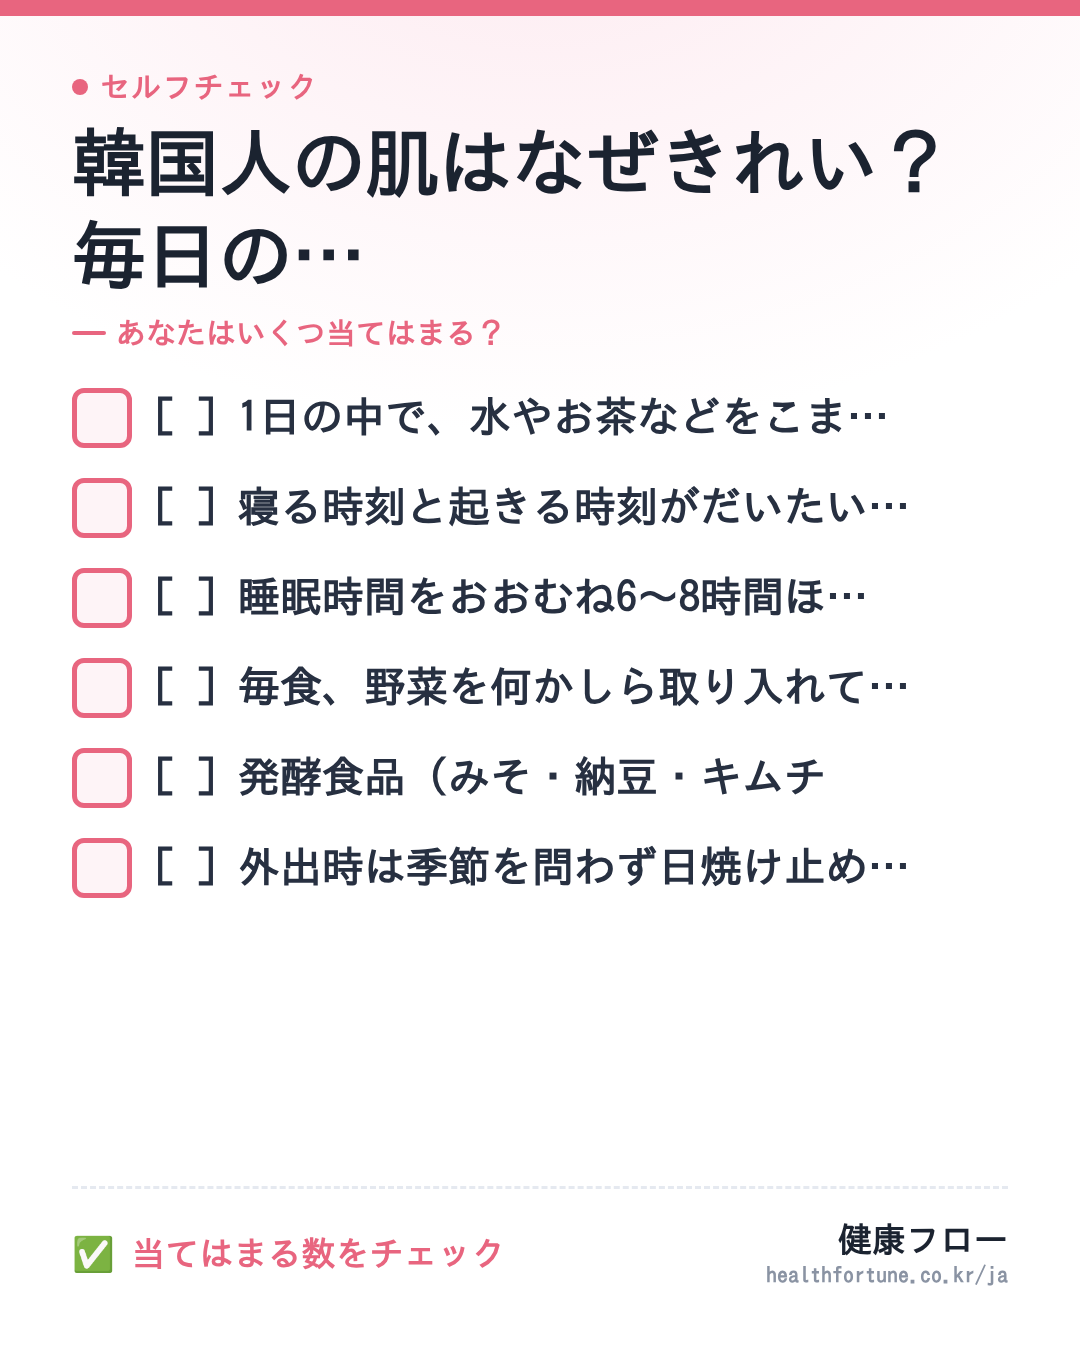 セルフチェック
韓国人の肌はなぜきれい？
毎日の…
あなたはいくつ当てはまる？
[ ] 1日の中で、水やお茶などをこま…
[ ] 寝る時刻と起きる時刻がだいたい…
[ ] 睡眠時間をおおむね6〜8時間ほ…
[ ] 毎食、野菜を何かしら取り入れて…
[ ] 発酵食品（みそ・納豆・キムチ
[ ] 外出時は季節を問わず日焼け止め…
✅ 当てはまる数をチェック
健康フロー
healthfortune.co.kr/ja